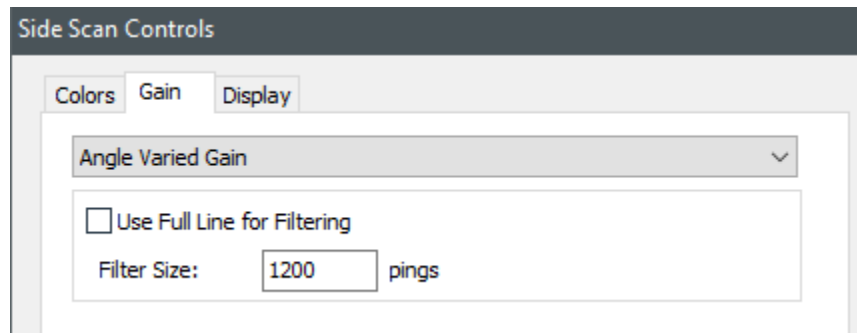 Side Scan Controls
Colors Gain Display
Angle Varied Gain
Use Full Line for Filtering
Filter Size: 1200 pings